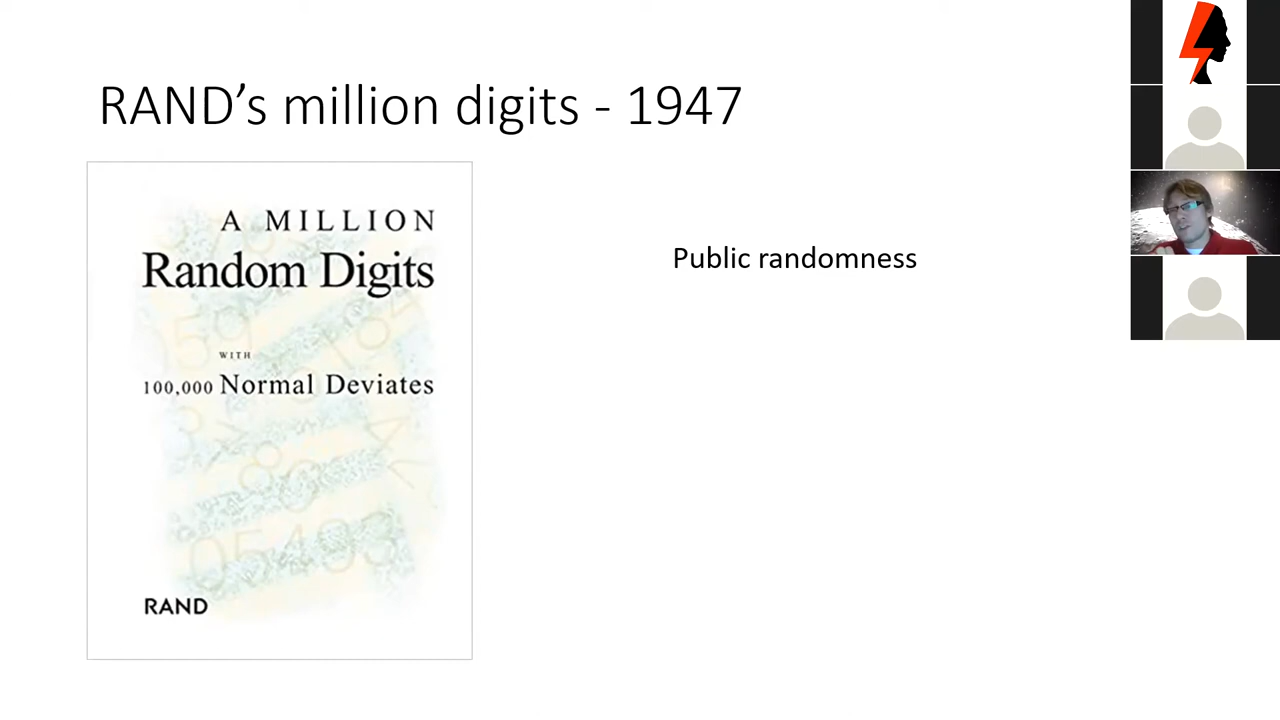 RAND’s million digits - 1947
A MILLION
Random Digits
WITH
100,000 Normal Deviates
RAND
Public randomness